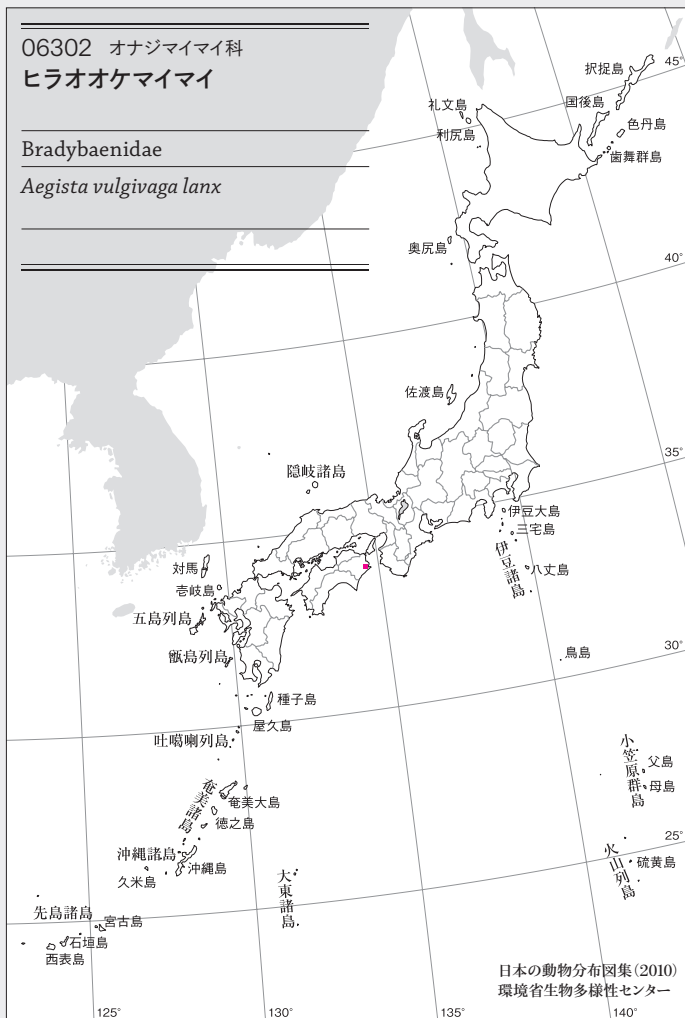 06302 オナジマイマイ科
ヒラオオケマイマイ
Bradybaenidae
Aegista vulgivaga lanx
択捉島
45°
礼文島
国後島
色丹島
利尻島
歯舞群島
奥尻島
40°
佐渡島
35°
隠岐諸島
伊豆大島
三宅島
伊豆諸島
八丈島
対馬
壱岐島
五島列島
甑島列島
鳥島
30°
種子島
屋久島
吐噶喇列島
小笠原群島
父島
母島
奄美諸島
奄美大島
徳之島
25°
沖縄諸島
沖縄島
久米島
火山列島
硫黄島
大東諸島
先島諸島
宮古島
石垣島
西表島
日本の動物分布図集(2010)
環境省生物多様性センター
125°
130°
135°
140°